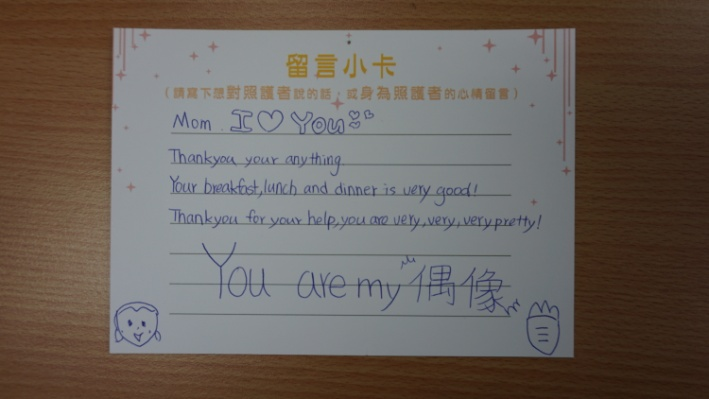 留言小卡
(請寫下想對照護者說的話,或身為照護者的心情留言)
Mom. I ♡ You
Thankyou your anything
Your breakfast,lunch and dinner is very good!
Thankyou for your help,you are very,very,very pretty!
You are my 偶像